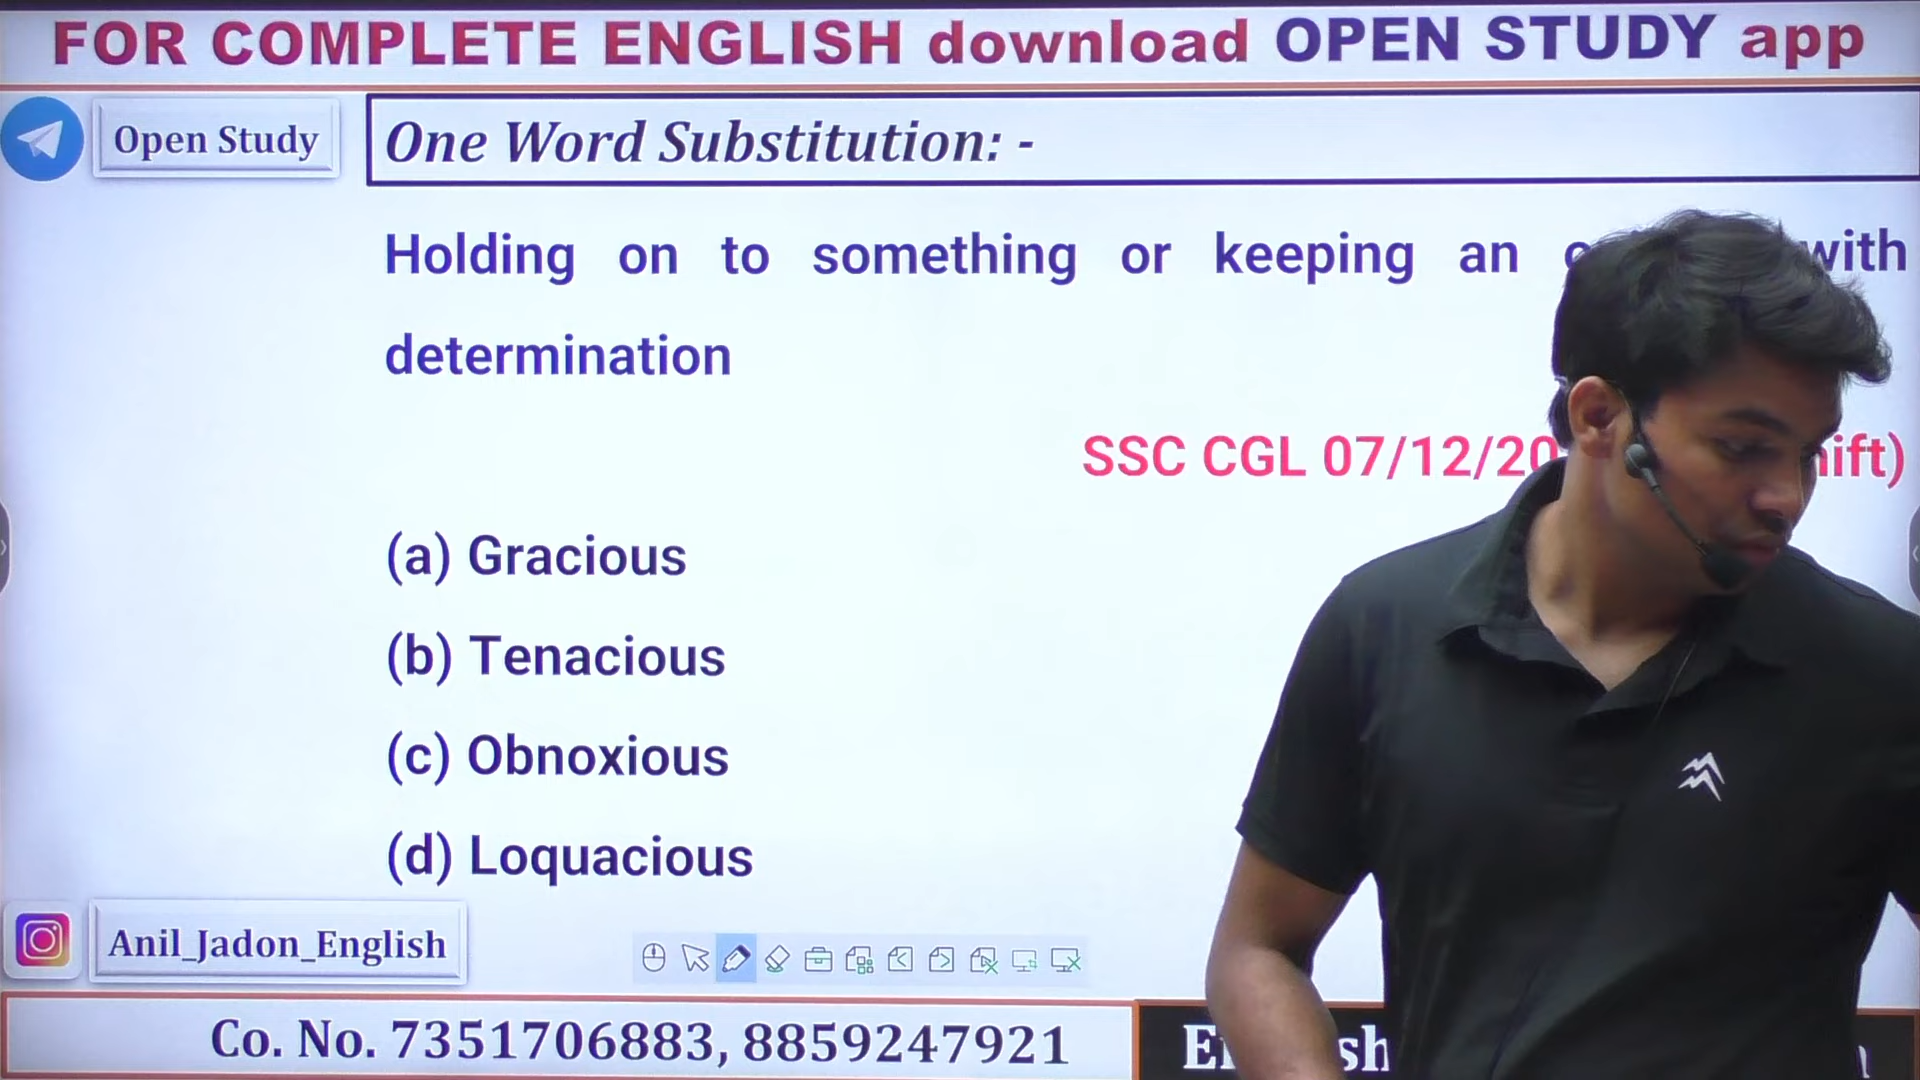 FOR COMPLETE ENGLISH download OPEN STUDY app
Open Study
One Word Substitution: -
Holding on to something or keeping an with
determination
SSC CGL 07/12/20
(a) Gracious
(b) Tenacious
(c) Obnoxious
(d) Loquacious
Anil_Jadon_English
Co. No. 7351706883, 8859247921